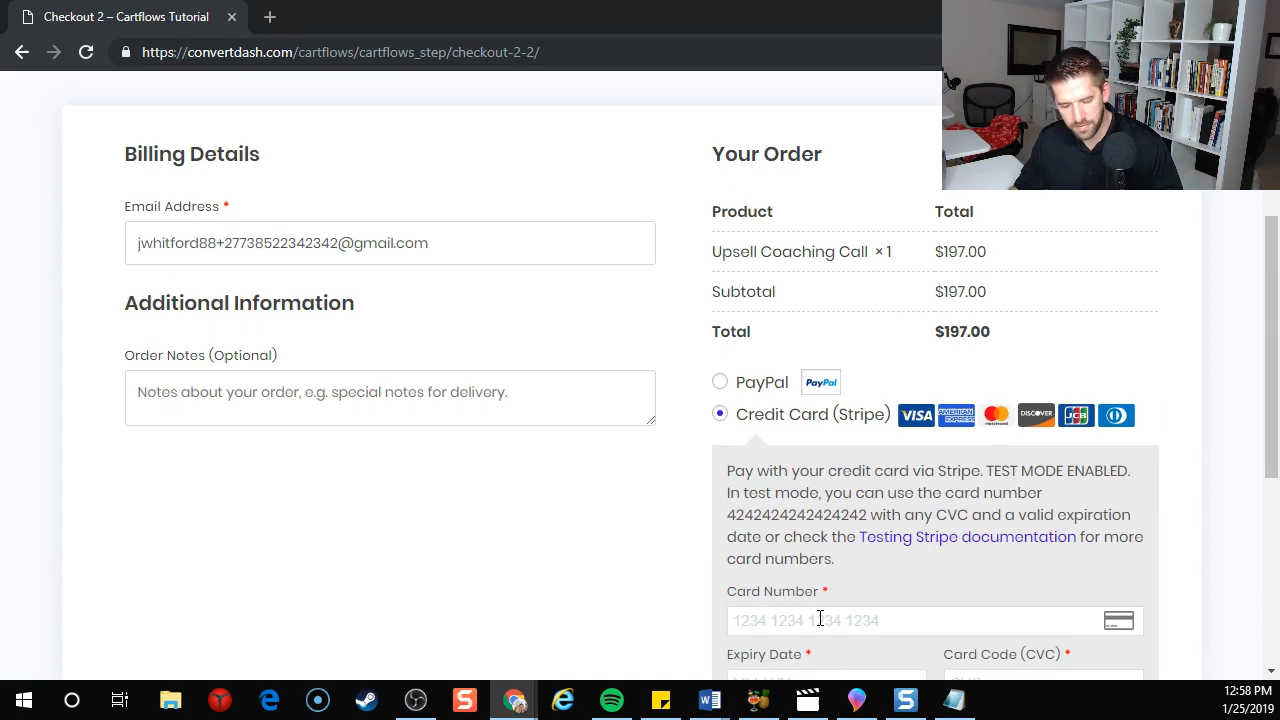 Checkout 2 – Cartflows Tutorial
https://convertdash.com/cartflows/cartflows_step/checkout-2-2/
Billing Details
Email Address *
jwhitford88+27738522342342@gmail.com
Additional Information
Order Notes (Optional)
Notes about your order, e.g. special notes for delivery.
Your Order
Product Total
Upsell Coaching Call × 1 $197.00
Subtotal $197.00
Total $197.00
PayPal PayPal
Credit Card (Stripe) VISA AMERICAN EXPRESS mastercard DISCOVER JCB
Pay with your credit card via Stripe. TEST MODE ENABLED.
In test mode, you can use the card number
4242424242424242 with any CVC and a valid expiration
date or check the Testing Stripe documentation for more
card numbers.
Card Number *
1234 1234 1234 1234
Expiry Date * Card Code (CVC) *
12:58 PM
1/25/2019